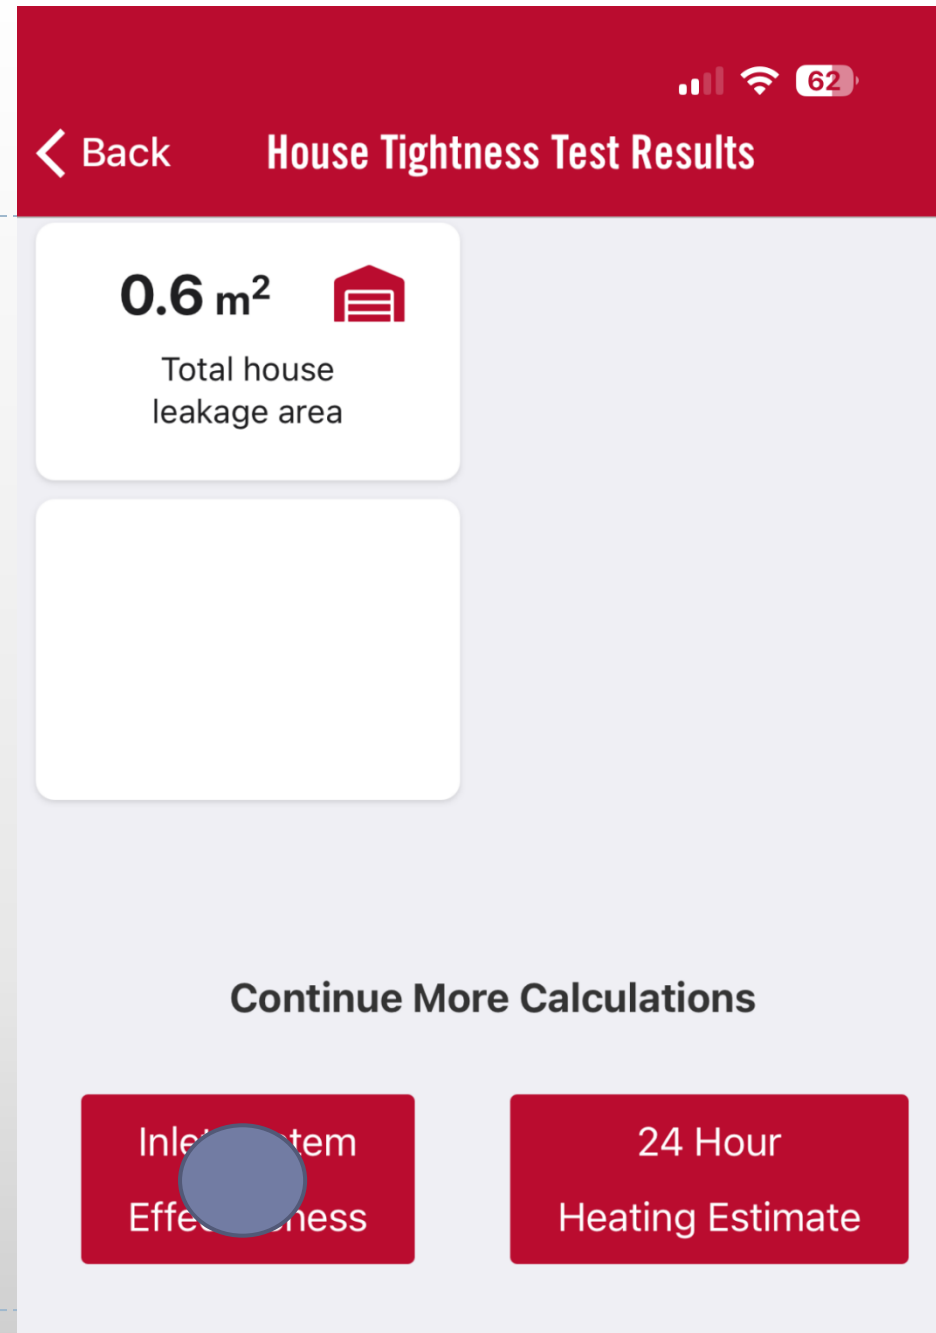 62
Back House Tightness Test Results
0.6 m²
Total house
leakage area
Continue More Calculations
24 Hour
Heating Estimate